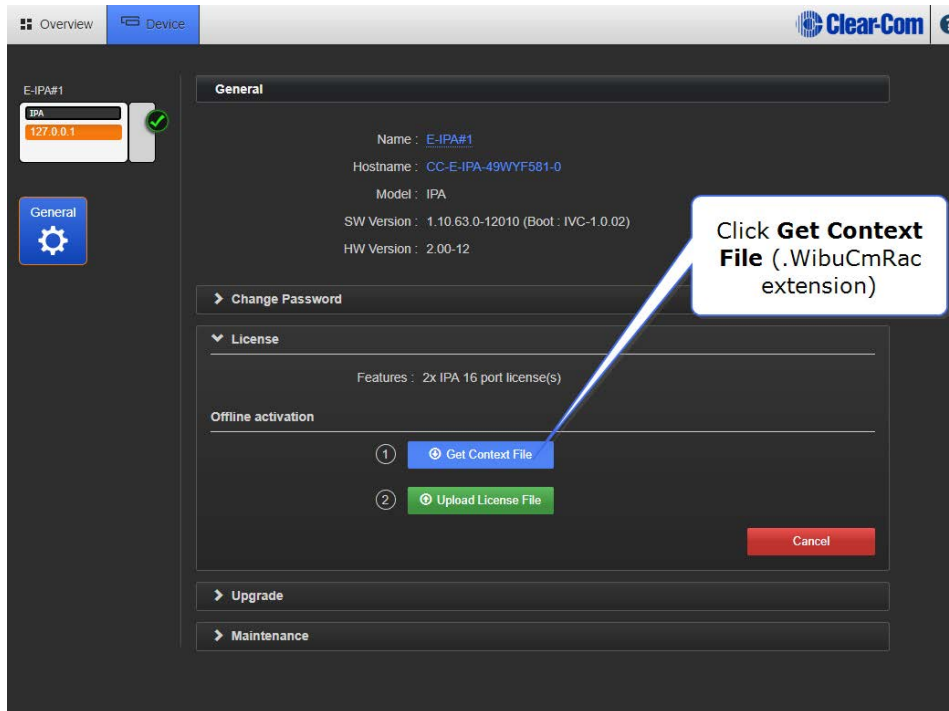 Overview
Device
Clear-Com
E-IPA#1
IPA
127.0.0.1
General
General
Name : E-IPA#1
Hostname : CC-E-IPA-49WYF581-0
Model : IPA
SW Version : 1.10.63.0-12010 (Boot : IVC-1.0.02)
HW Version : 2.00-12
Click Get Context
File (.WibuCmRac
extension)
Change Password
License
Features : 2x IPA 16 port license(s)
Offline activation
1 Get Context File
2 Upload License File
Cancel
Upgrade
Maintenance